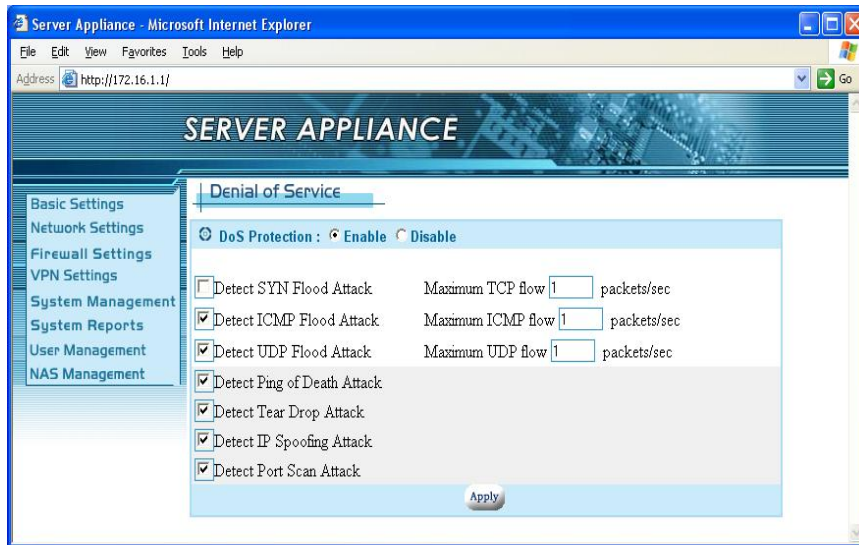 Server Appliance - Microsoft Internet Explorer
File Edit View Favorites Tools Help
Address http://172.16.1.1/ Go
SERVER APPLIANCE
Basic Settings
Network Settings
Firewall Settings
VPN Settings
System Management
System Reports
User Management
NAS Management
Denial of Service
DoS Protection : Enable Disable
Detect SYN Flood Attack Maximum TCP flow 1 packets/sec
Detect ICMP Flood Attack Maximum ICMP flow 1 packets/sec
Detect UDP Flood Attack Maximum UDP flow 1 packets/sec
Detect Ping of Death Attack
Detect Tear Drop Attack
Detect IP Spoofing Attack
Detect Port Scan Attack
Apply